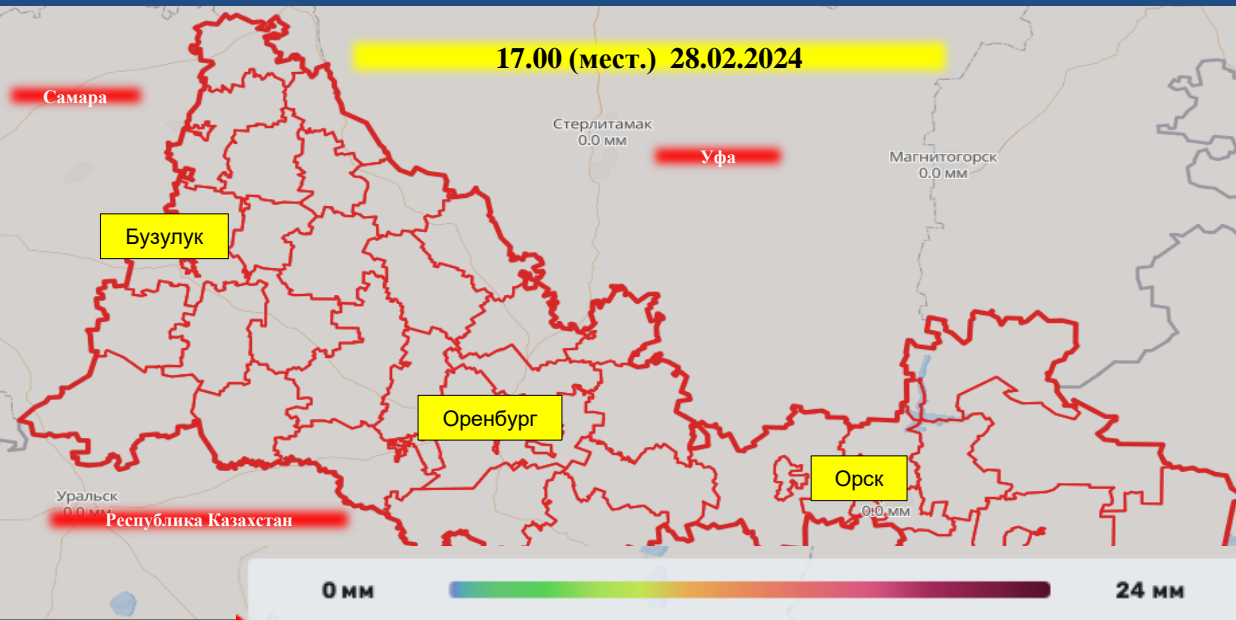 17.00 (мест.) 28.02.2024
Самара
Стерлитамак
0.0 мм
Уфа
Магнитогорск
0.0 мм
Бузулук
Оренбург
Орск
0.0 мм
Уральск
0.0 мм
Республика Казахстан
0 мм
24 мм